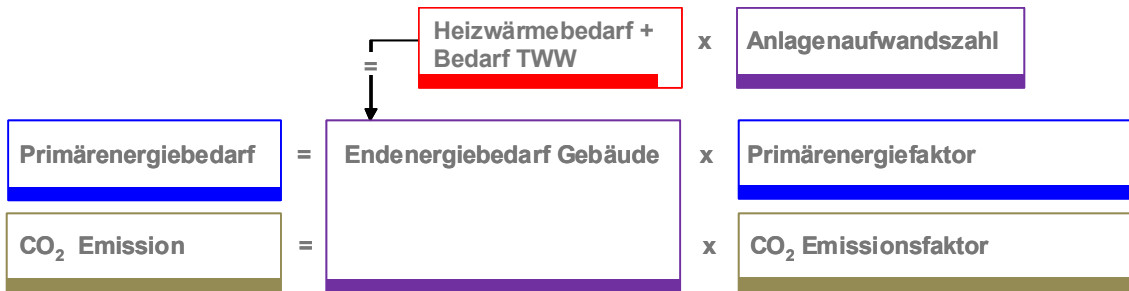 Heizwärmebedarf + x Anlagenaufwandszahl
Bedarf TWW
=
Primärenergiebedarf = Endenergiebedarf Gebäude x Primärenergiefaktor
CO₂ Emission = x CO₂ Emissionsfaktor